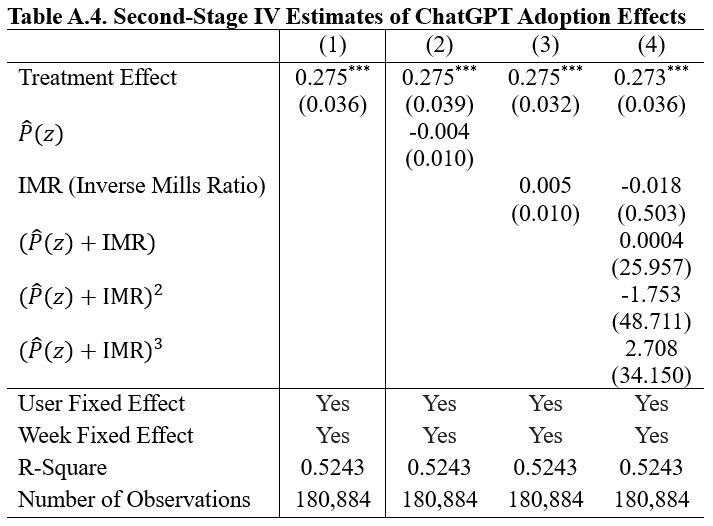 Table A.4. Second-Stage IV Estimates of ChatGPT Adoption Effects
(1) (2) (3) (4)
Treatment Effect 0.275*** 0.275*** 0.275*** 0.273***
(0.036) (0.039) (0.032) (0.036)
P̂(z) -0.004
(0.010)
IMR (Inverse Mills Ratio) 0.005 -0.018
(0.010) (0.503)
(P̂(z) + IMR) 0.0004
(25.957)
(P̂(z) + IMR)² -1.753
(48.711)
(P̂(z) + IMR)³ 2.708
(34.150)
User Fixed Effect Yes Yes Yes Yes
Week Fixed Effect Yes Yes Yes Yes
R-Square 0.5243 0.5243 0.5243 0.5243
Number of Observations 180,884 180,884 180,884 180,884